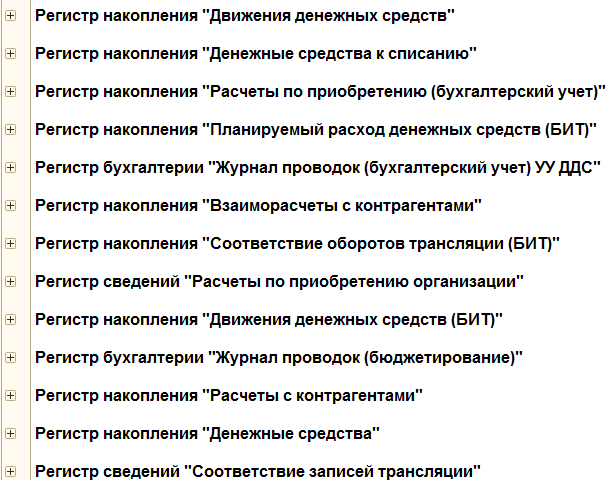 Регистр накопления "Движения денежных средств"
Регистр накопления "Денежные средства к списанию"
Регистр накопления "Расчеты по приобретению (бухгалтерский учет)"
Регистр накопления "Планируемый расход денежных средств (БИТ)"
Регистр бухгалтерии "Журнал проводок (бухгалтерский учет) УУ ДДС"
Регистр накопления "Взаиморасчеты с контрагентами"
Регистр накопления "Соответствие оборотов трансляции (БИТ)"
Регистр сведений "Расчеты по приобретению организации"
Регистр накопления "Движения денежных средств (БИТ)"
Регистр бухгалтерии "Журнал проводок (бюджетирование)"
Регистр накопления "Расчеты с контрагентами"
Регистр накопления "Денежные средства"
Регистр сведений "Соответствие записей трансляции"